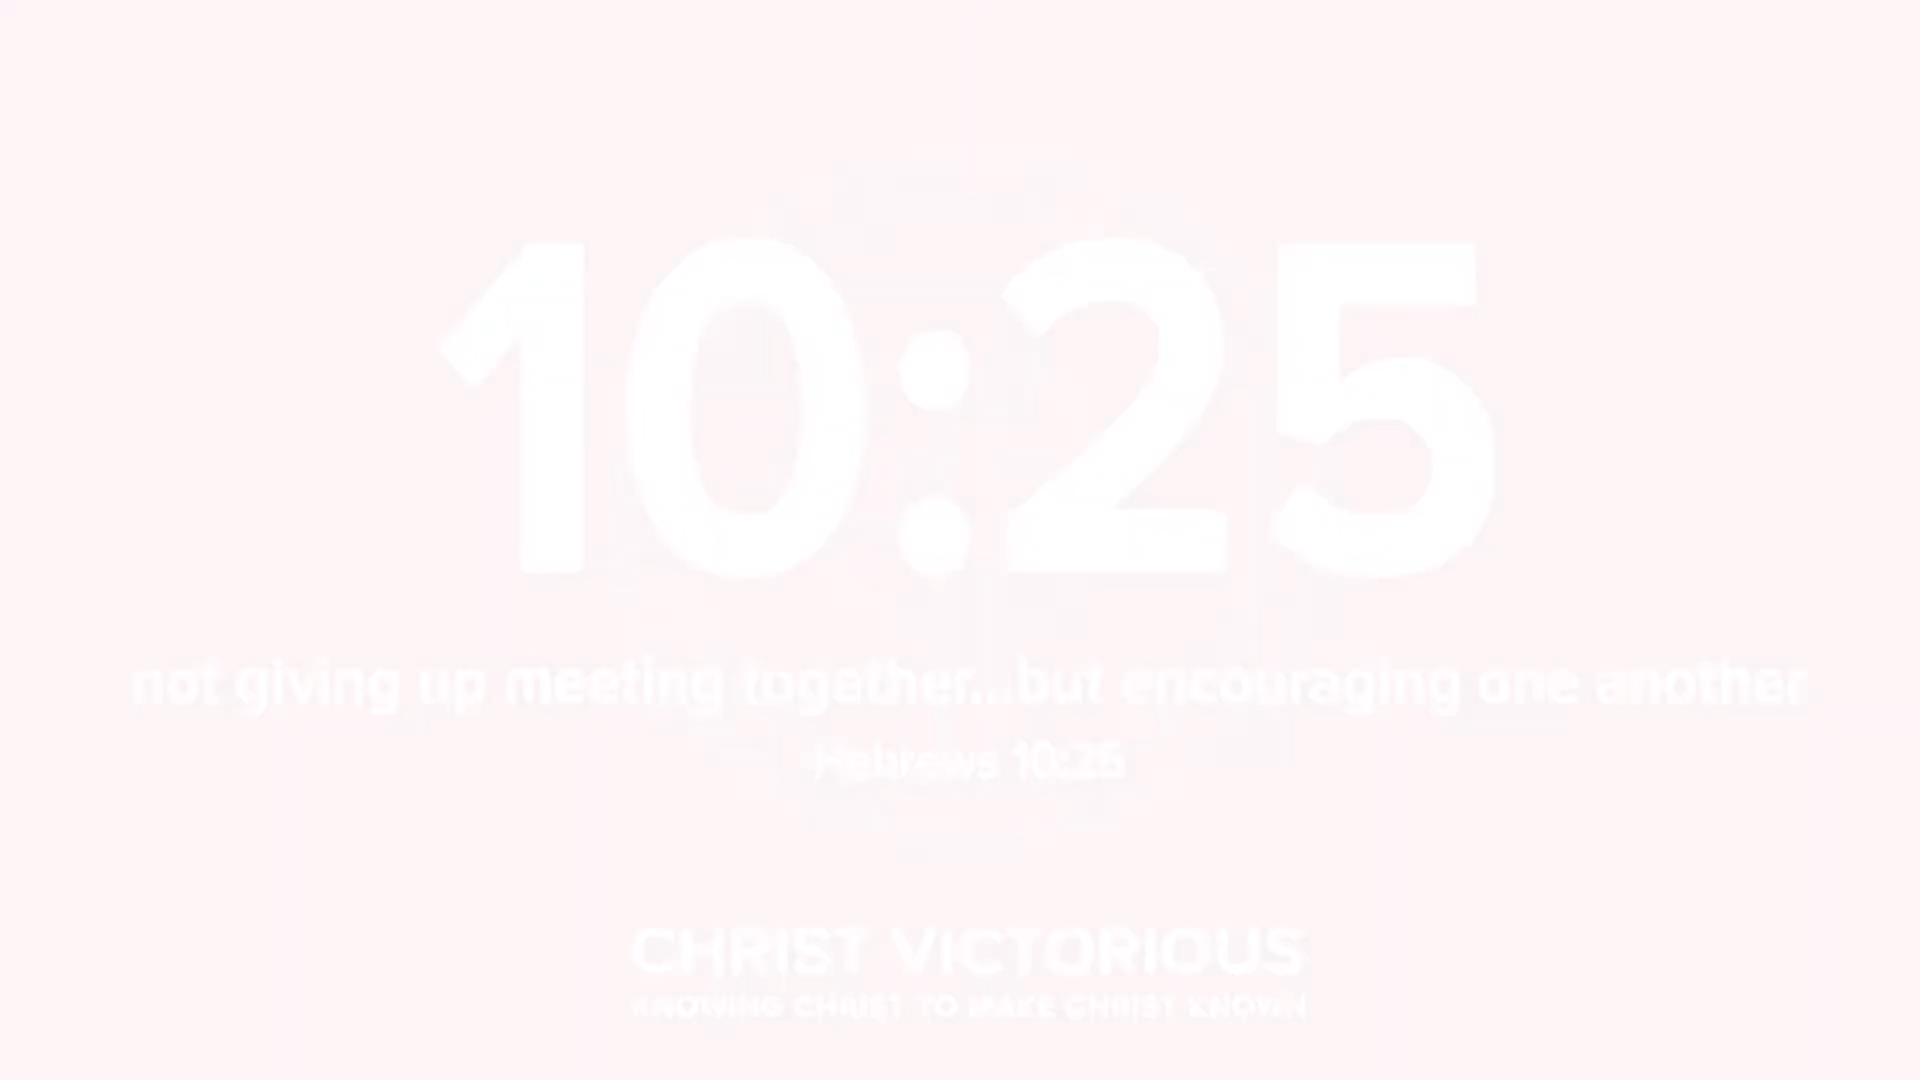 10:25
not giving up meeting together...but encouraging one another
Hebrews 10:25
CHRIST VICTORIOUS
KNOWING CHRIST TO MAKE CHRIST KNOWN